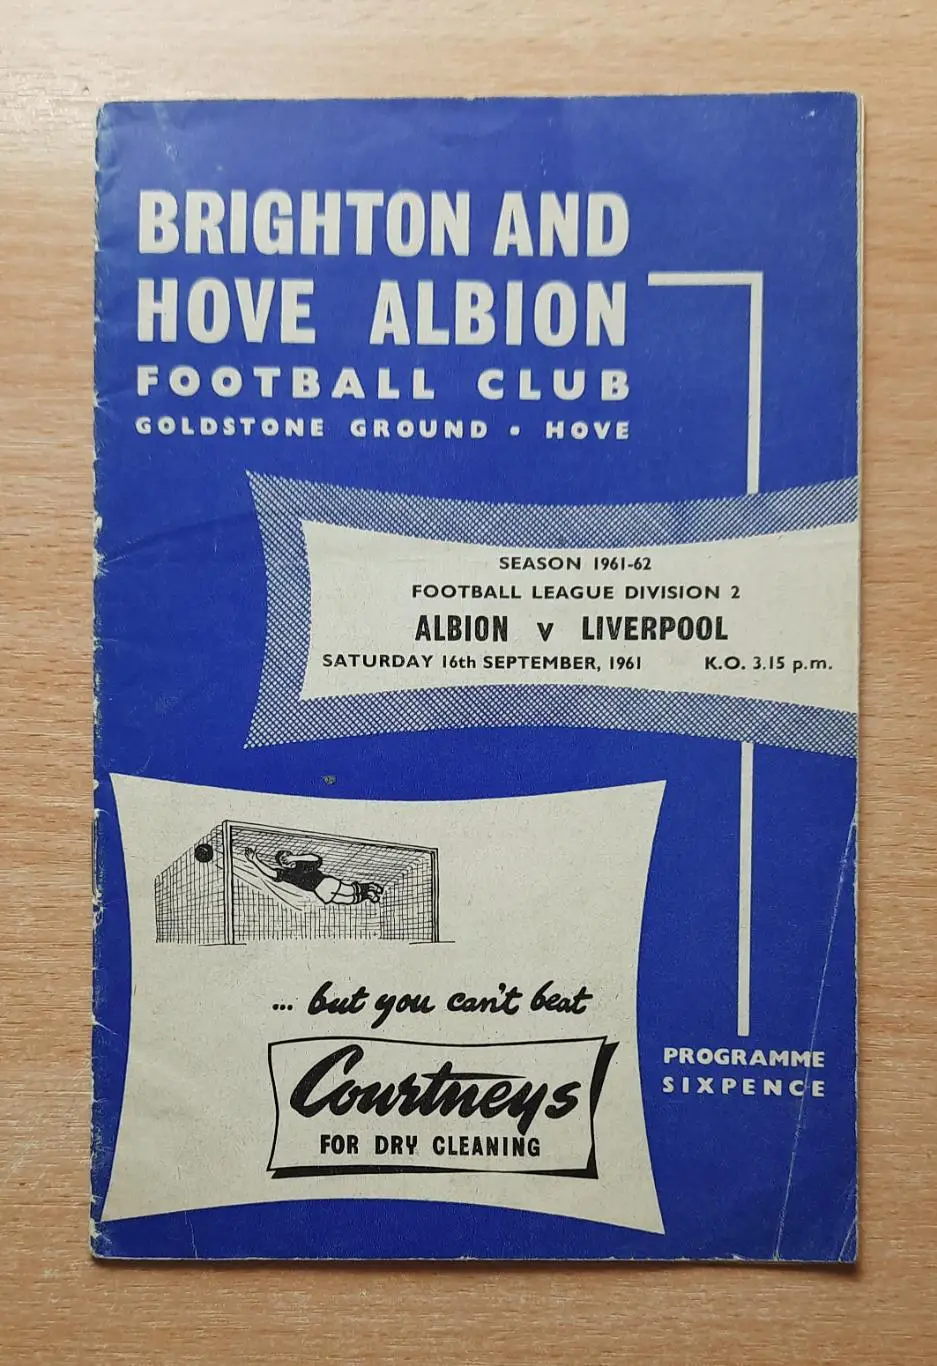 BRIGHTON AND
HOVE ALBION
FOOTBALL CLUB
GOLDSTONE GROUND • HOVE
SEASON 1961-62
FOOTBALL LEAGUE DIVISION 2
ALBION v LIVERPOOL
SATURDAY 16th SEPTEMBER, 1961 K.O. 3.15 p.m.
... but you can't beat
Courtneys
FOR DRY CLEANING
PROGRAMME
SIXPENCE